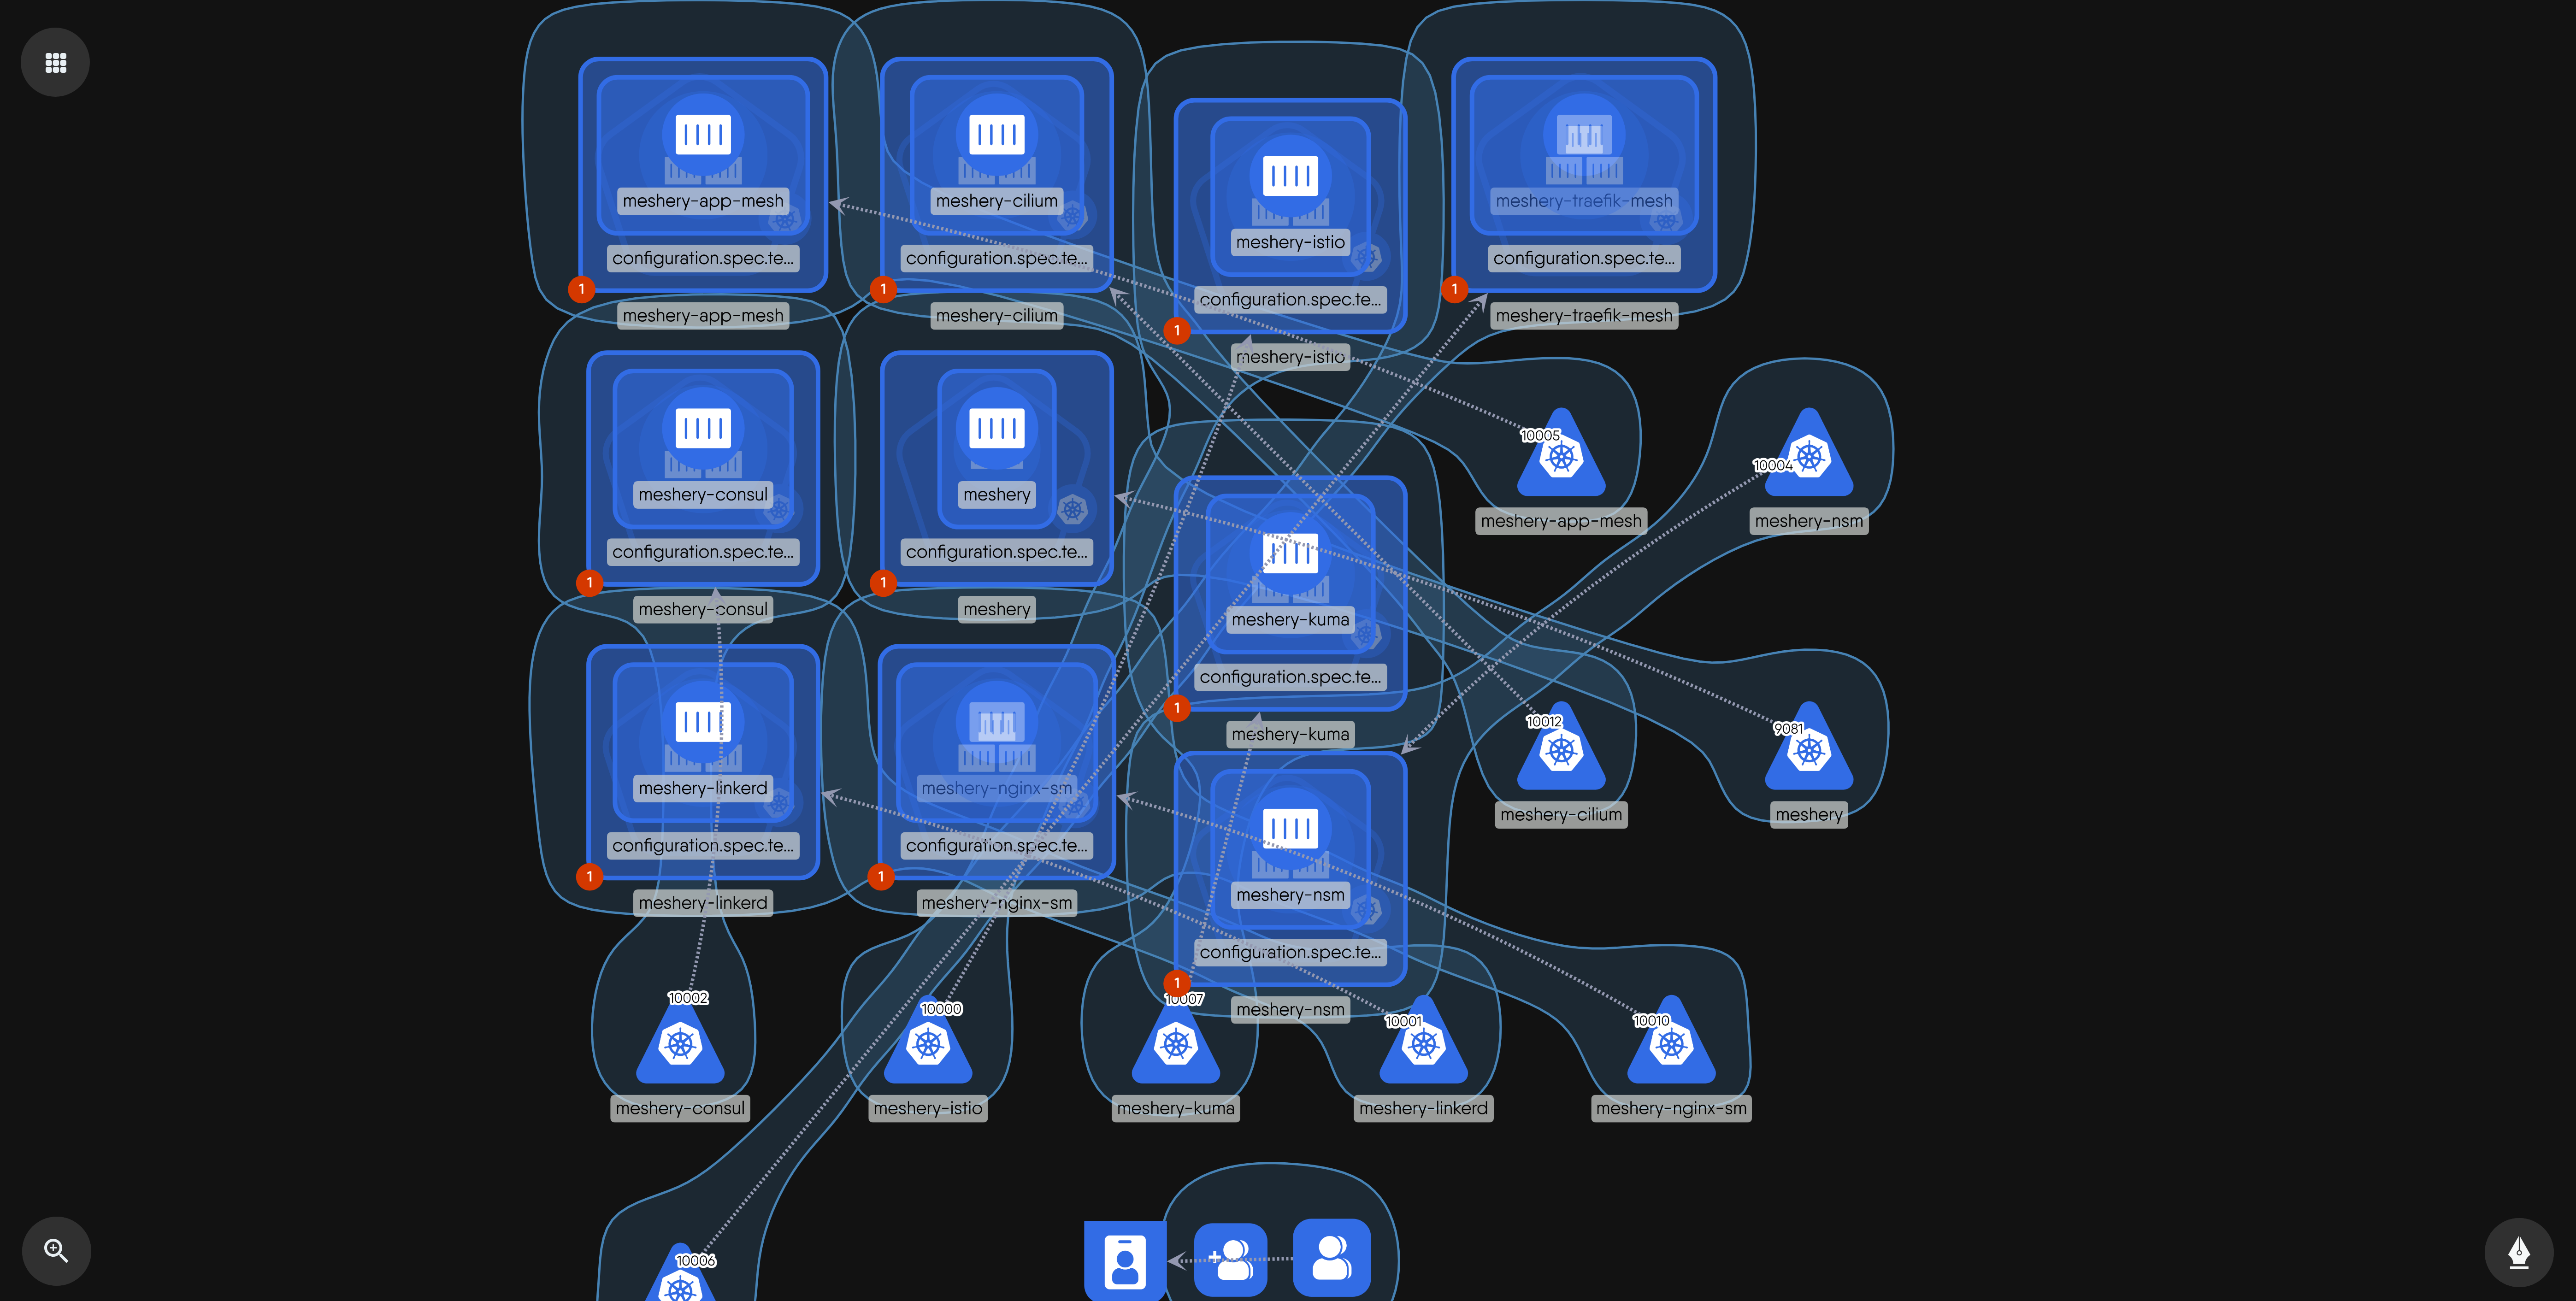 meshery-app-mesh
configuration.spec.te...
1
meshery-app-mesh
meshery-cilium
configuration.spec.te...
1
meshery-cilium
meshery-istio
configuration.spec.te...
1
meshery-istio
meshery-traefik-mesh
configuration.spec.te...
1
meshery-traefik-mesh
meshery-consul
configuration.spec.te...
1
meshery-consul
meshery
configuration.spec.te...
1
meshery
meshery-kuma
configuration.spec.te...
1
meshery-kuma
10005
meshery-app-mesh
10004
meshery-nsm
meshery-linkerd
configuration.spec.te...
1
meshery-linkerd
meshery-nginx-sm
configuration.spec.te...
1
meshery-nginx-sm
meshery-nsm
configuration.spec.te...
1
meshery-nsm
10012
meshery-cilium
9081
meshery
10002
meshery-consul
10000
meshery-istio
10007
meshery-kuma
10001
meshery-linkerd
10010
meshery-nginx-sm
10006